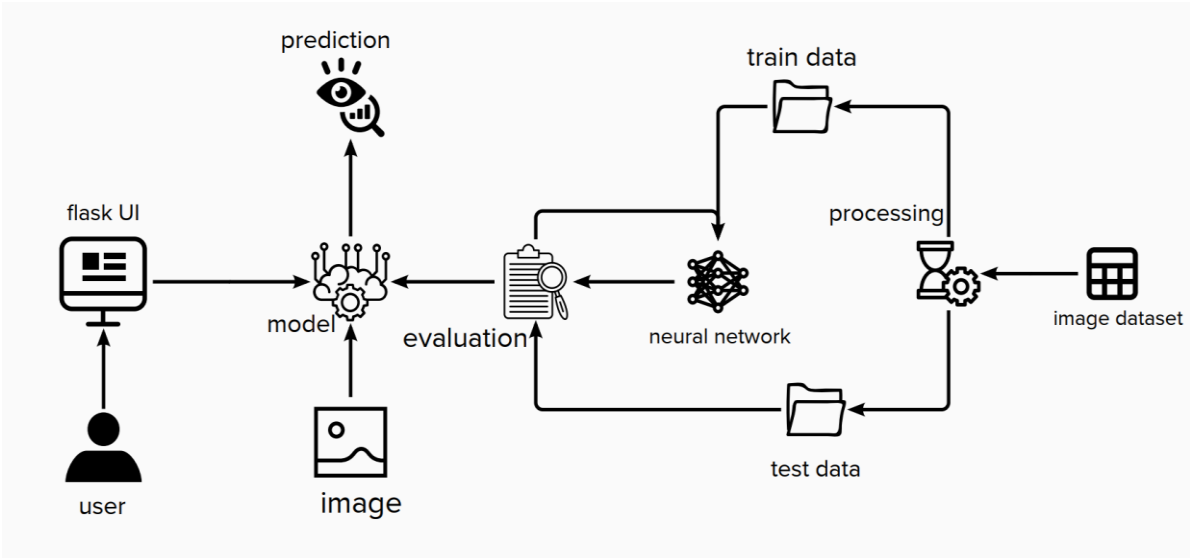 prediction
train data
flask UI
processing
model
evaluation
neural network
image dataset
test data
user
image